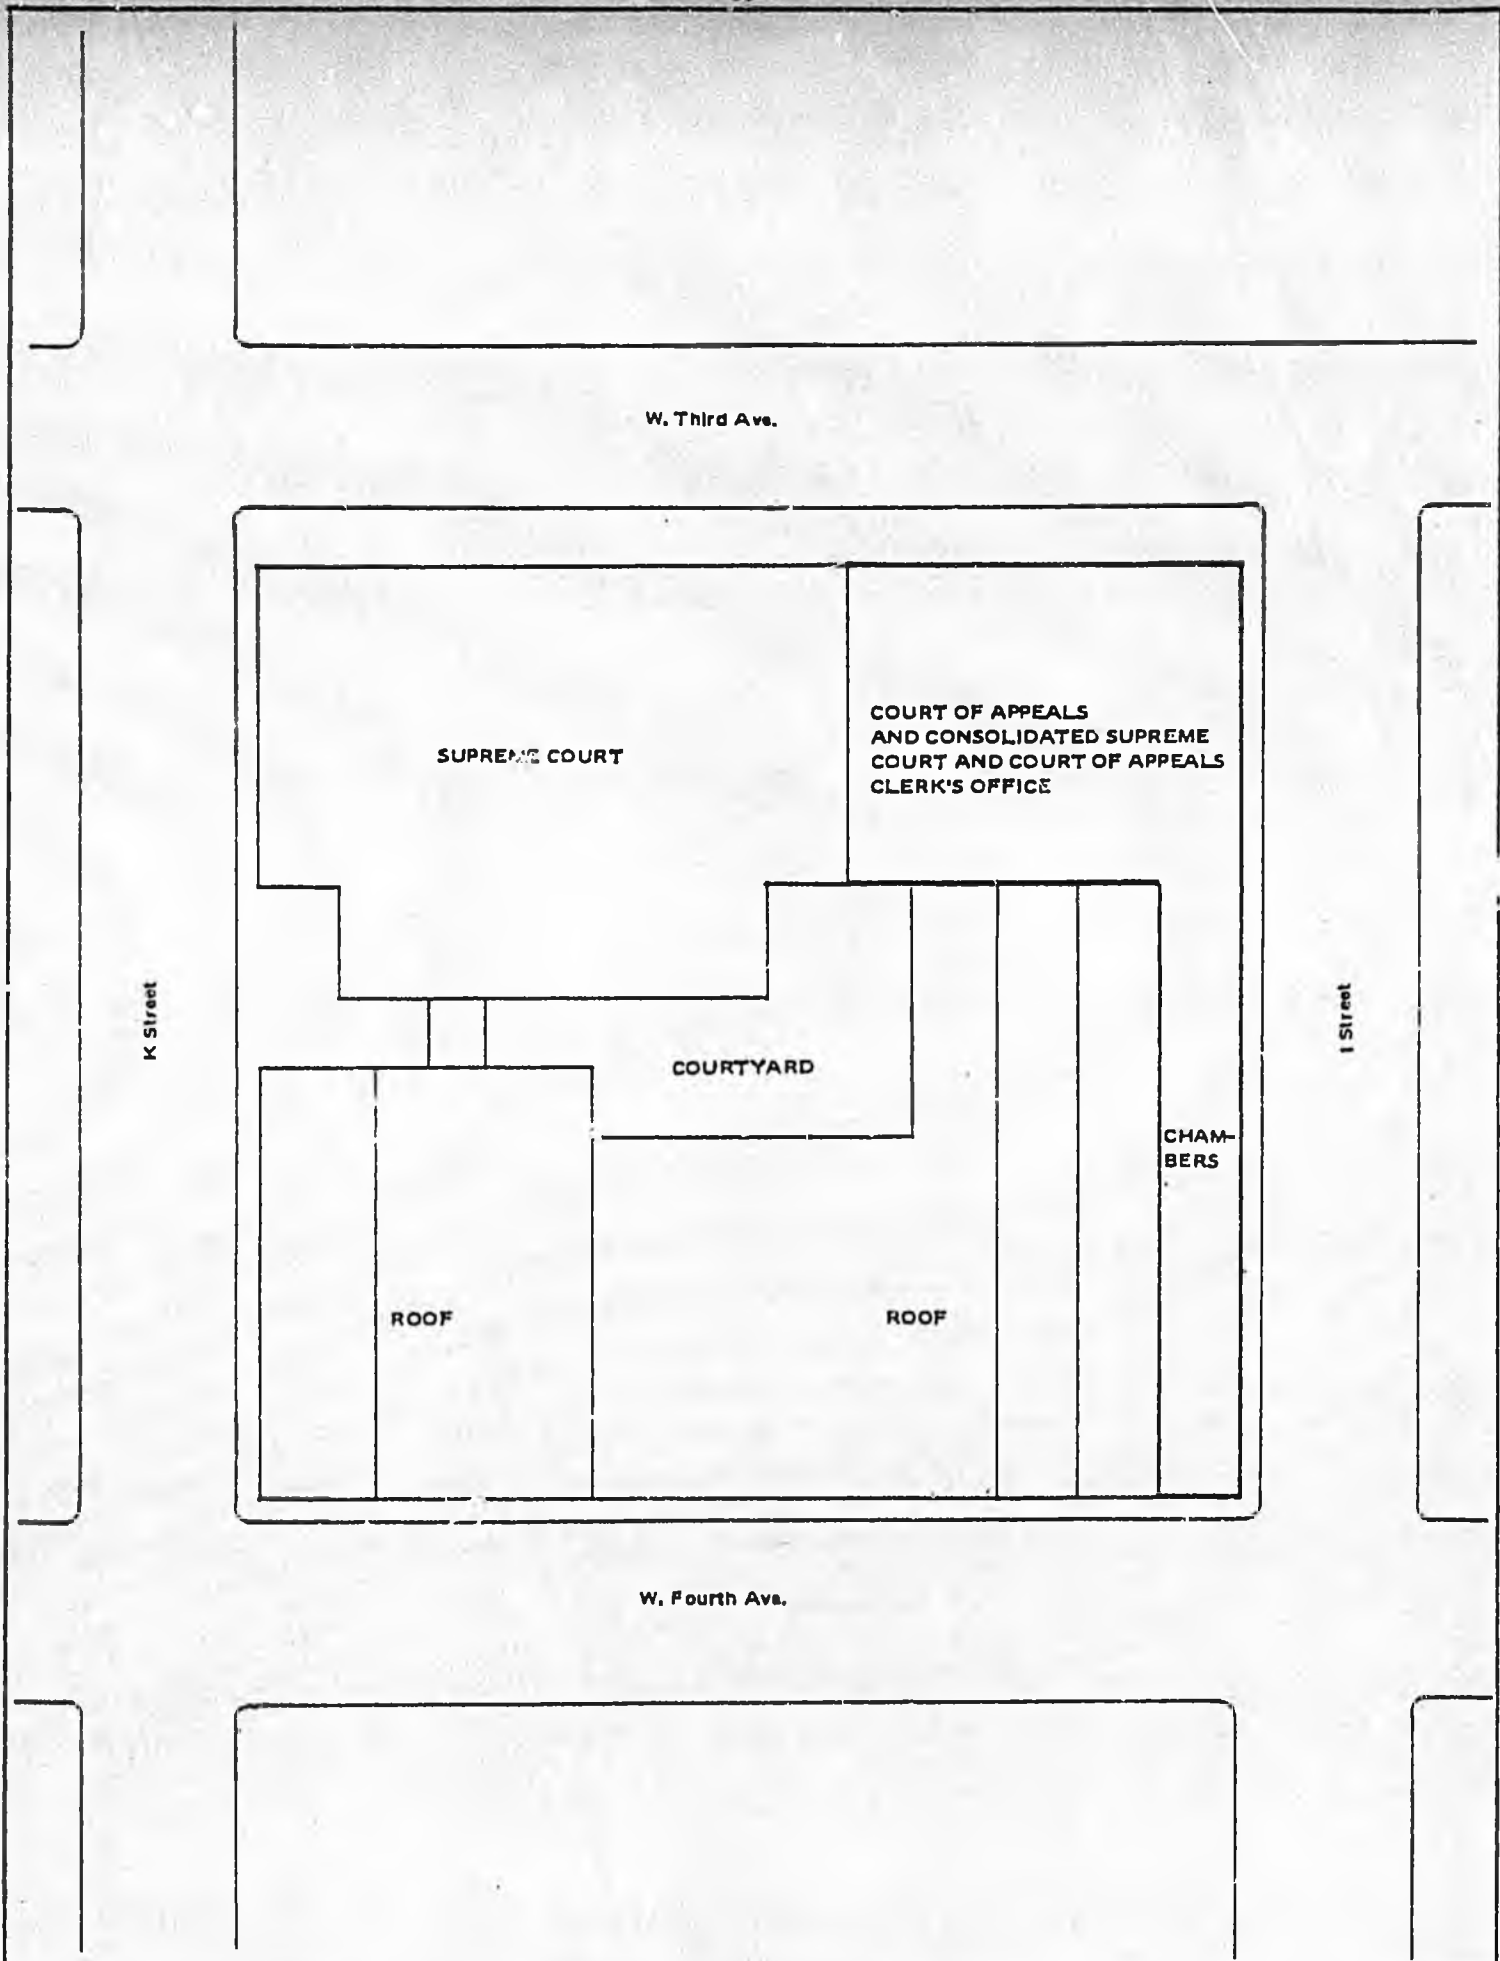 W. Third Ave.
SUPREME COURT
COURT OF APPEALS
AND CONSOLIDATED SUPREME
COURT AND COURT OF APPEALS
CLERK'S OFFICE
K Street
I Street
COURTYARD
CHAM-
BERS
ROOF
ROOF
W. Fourth Ave.